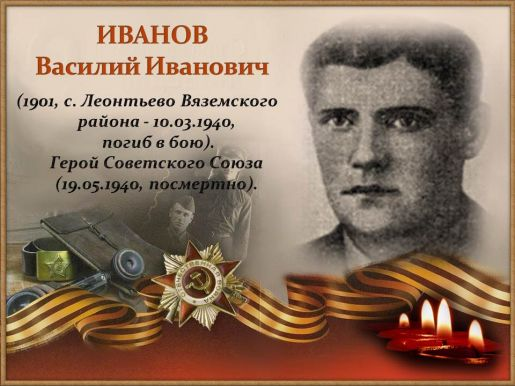 ИВАНОВ
Василий Иванович
(1901, с. Леонтьево Вяземского
района - 10.03.1940,
погиб в бою).
Герой Советского Союза
(19.05.1940, посмертно).